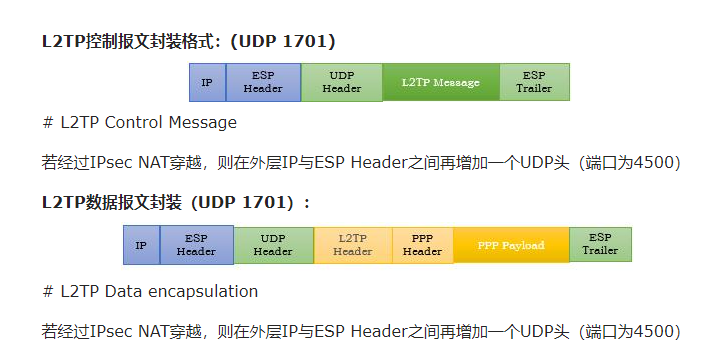 L2TP控制报文封装格式：(UDP 1701)
IP
ESP Header
UDP Header
L2TP Message
ESP Trailer
# L2TP Control Message
若经过IPsec NAT穿越，则在外层IP与ESP Header之间再增加一个UDP头（端口为4500）
L2TP数据报文封装（UDP 1701）：
IP
ESP Header
UDP Header
L2TP Header
PPP Header
PPP Payload
ESP Trailer
# L2TP Data encapsulation
若经过IPsec NAT穿越，则在外层IP与ESP Header之间再增加一个UDP头（端口为4500）